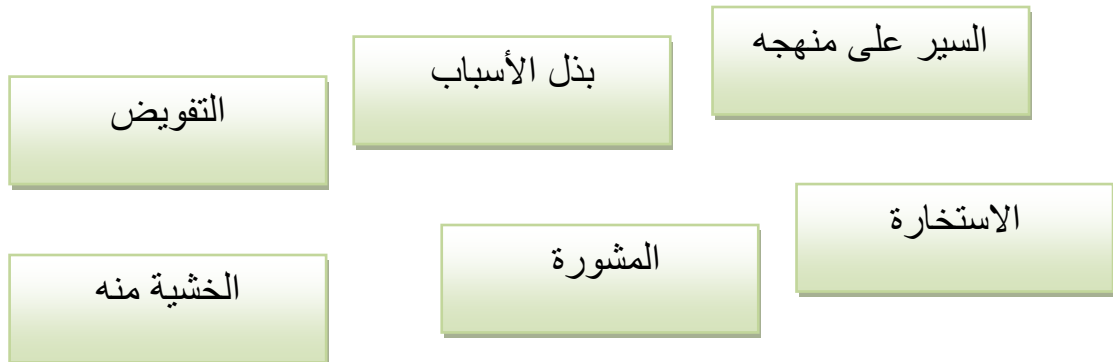 السير على منهجه
بذل الأسباب
التفويض
الاستخارة
المشورة
الخشية منه